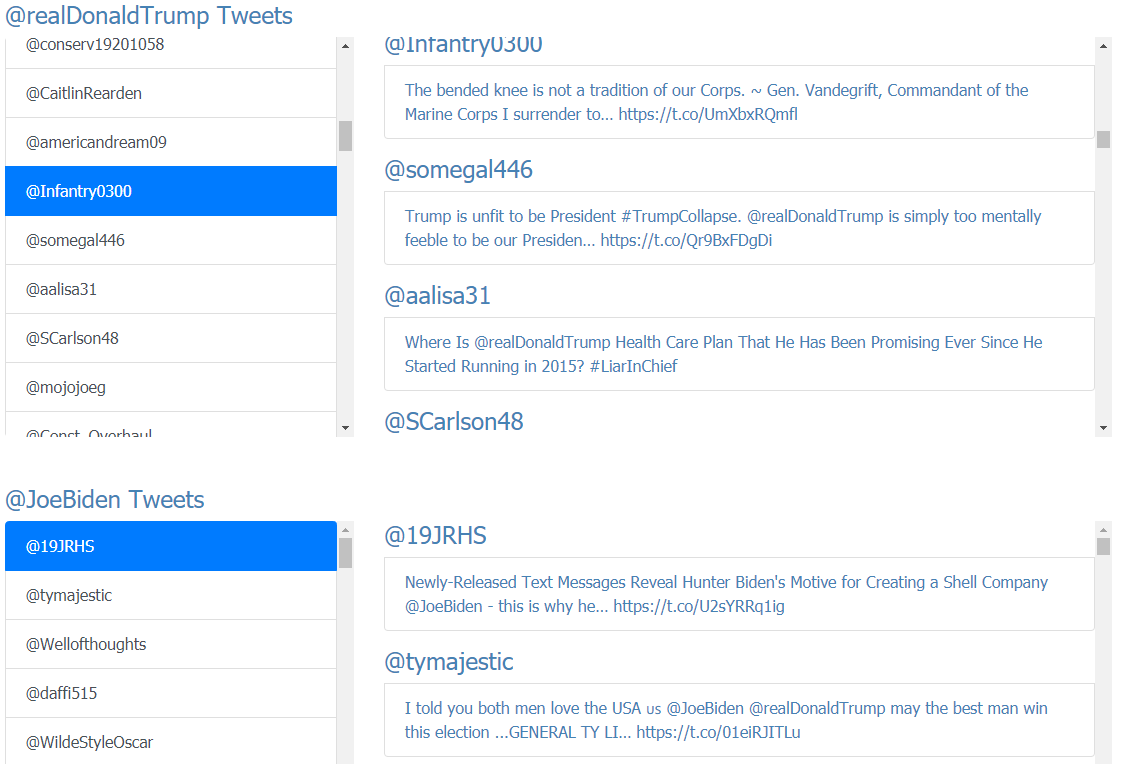 @realDonaldTrump Tweets
@conserv19201058
@CaitlinRearden
@americandream09
@Infantry0300
@somegal446
@aalisa31
@SCarlson48
@mojojoeg
@Const_Overhaul
@Infantry0300
The bended knee is not a tradition of our Corps. ~ Gen. Vandegrift, Commandant of the
Marine Corps I surrender to... https://t.co/UmXbxRQmfl
@somegal446
Trump is unfit to be President #TrumpCollapse. @realDonaldTrump is simply too mentally
feeble to be our Presiden... https://t.co/Qr9BxFDgDi
@aalisa31
Where Is @realDonaldTrump Health Care Plan That He Has Been Promising Ever Since He
Started Running in 2015? #LiarInChief
@SCarlson48
@JoeBiden Tweets
@19JRHS
@tymajestic
@Wellofthoughts
@daffi515
@WildeStyleOscar
@19JRHS
Newly-Released Text Messages Reveal Hunter Biden's Motive for Creating a Shell Company
@JoeBiden - this is why he... https://t.co/U2sYRRq1ig
@tymajestic
I told you both men love the USA us @JoeBiden @realDonaldTrump may the best man win
this election ...GENERAL TY LI... https://t.co/01eiRJITLu